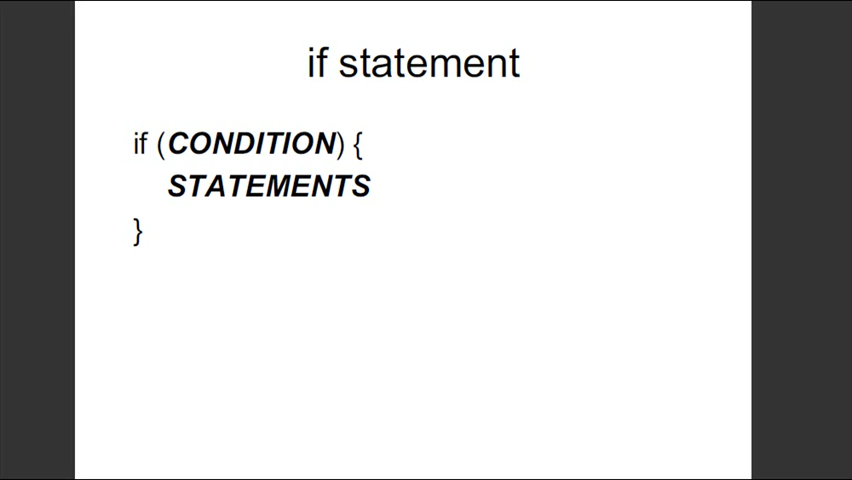 if statement
if (CONDITION) {
STATEMENTS
}